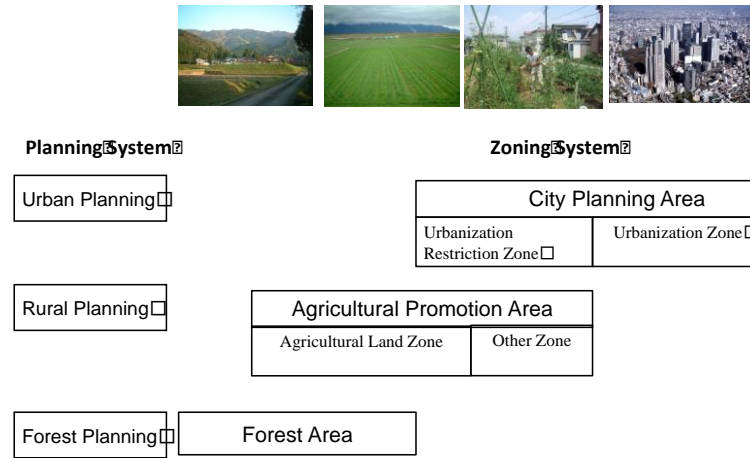 Planning System
Zoning System
Urban Planning
City Planning Area
Urbanization
Restriction Zone
Urbanization Zone
Rural Planning
Agricultural Promotion Area
Agricultural Land Zone
Other Zone
Forest Planning
Forest Area